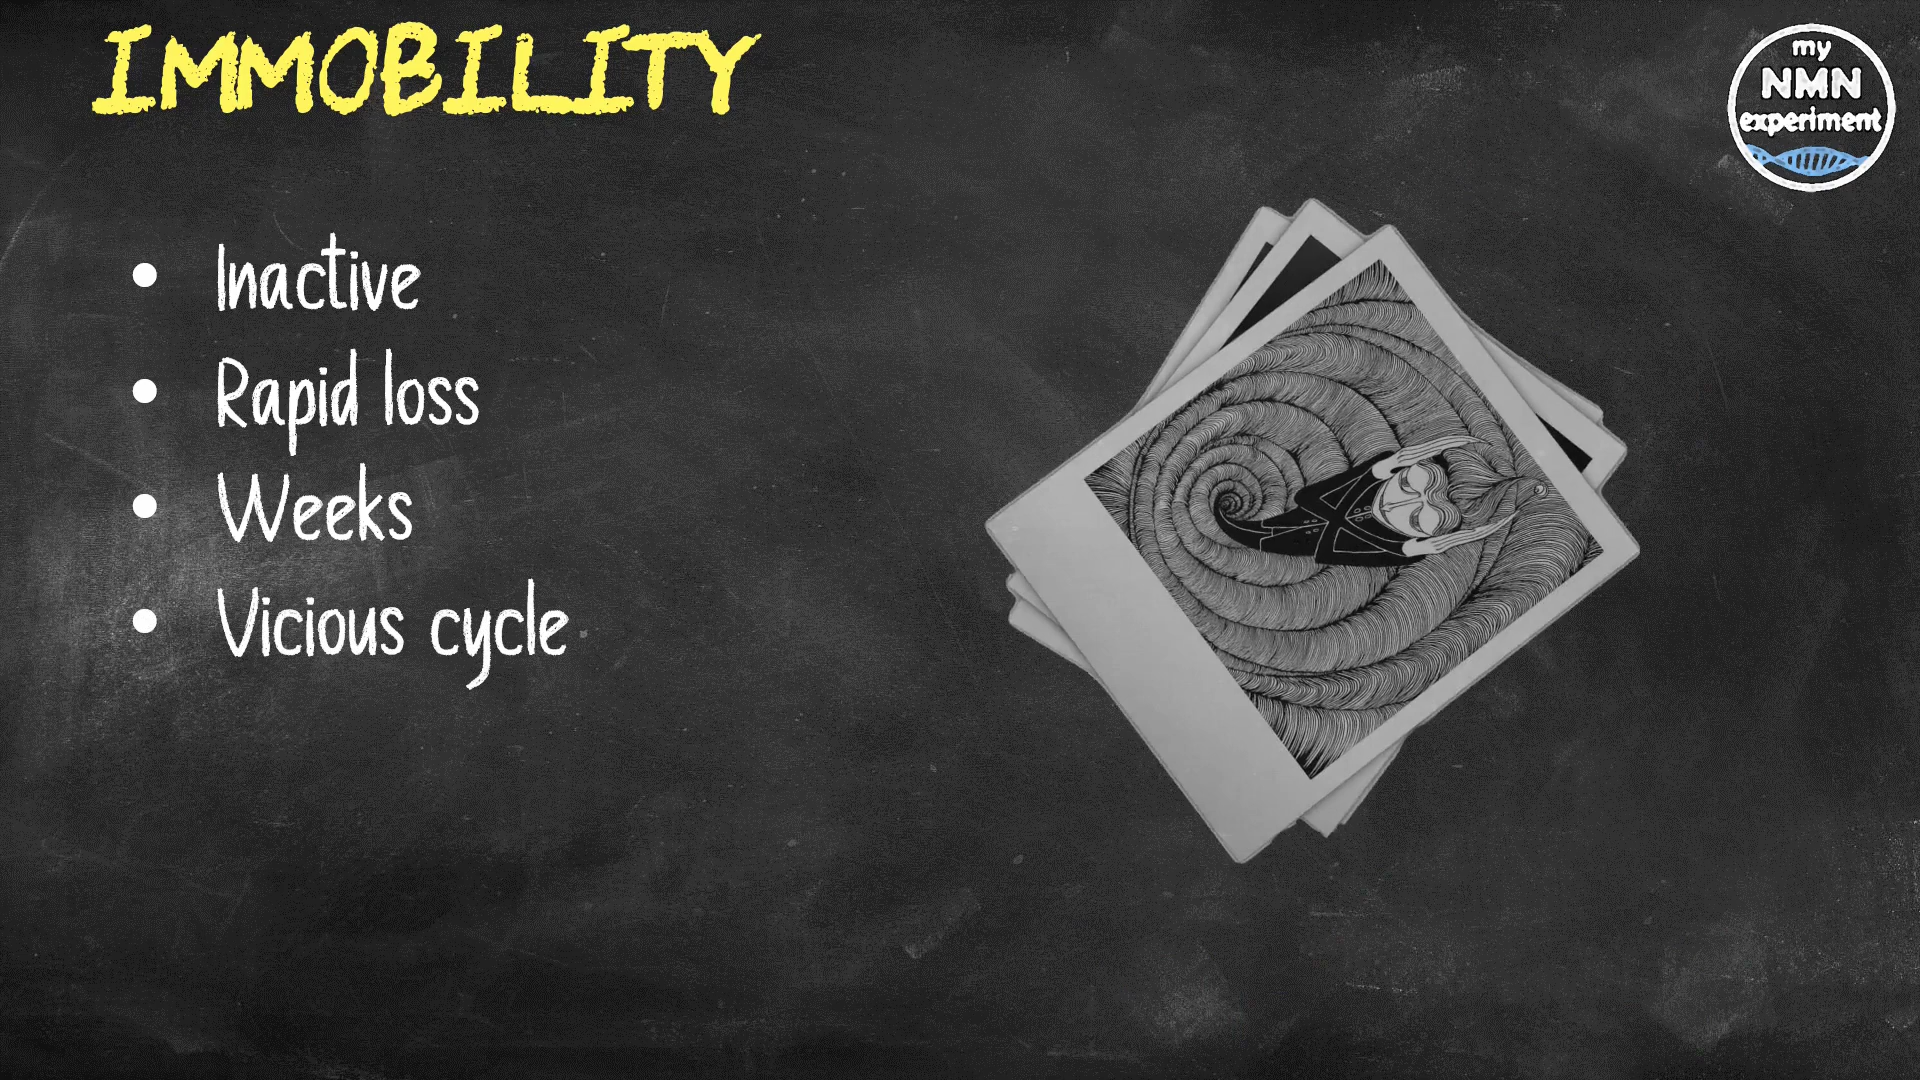 IMMOBILITY
my
NMN
experiment
• Inactive
• Rapid loss
• Weeks
• Vicious cycle